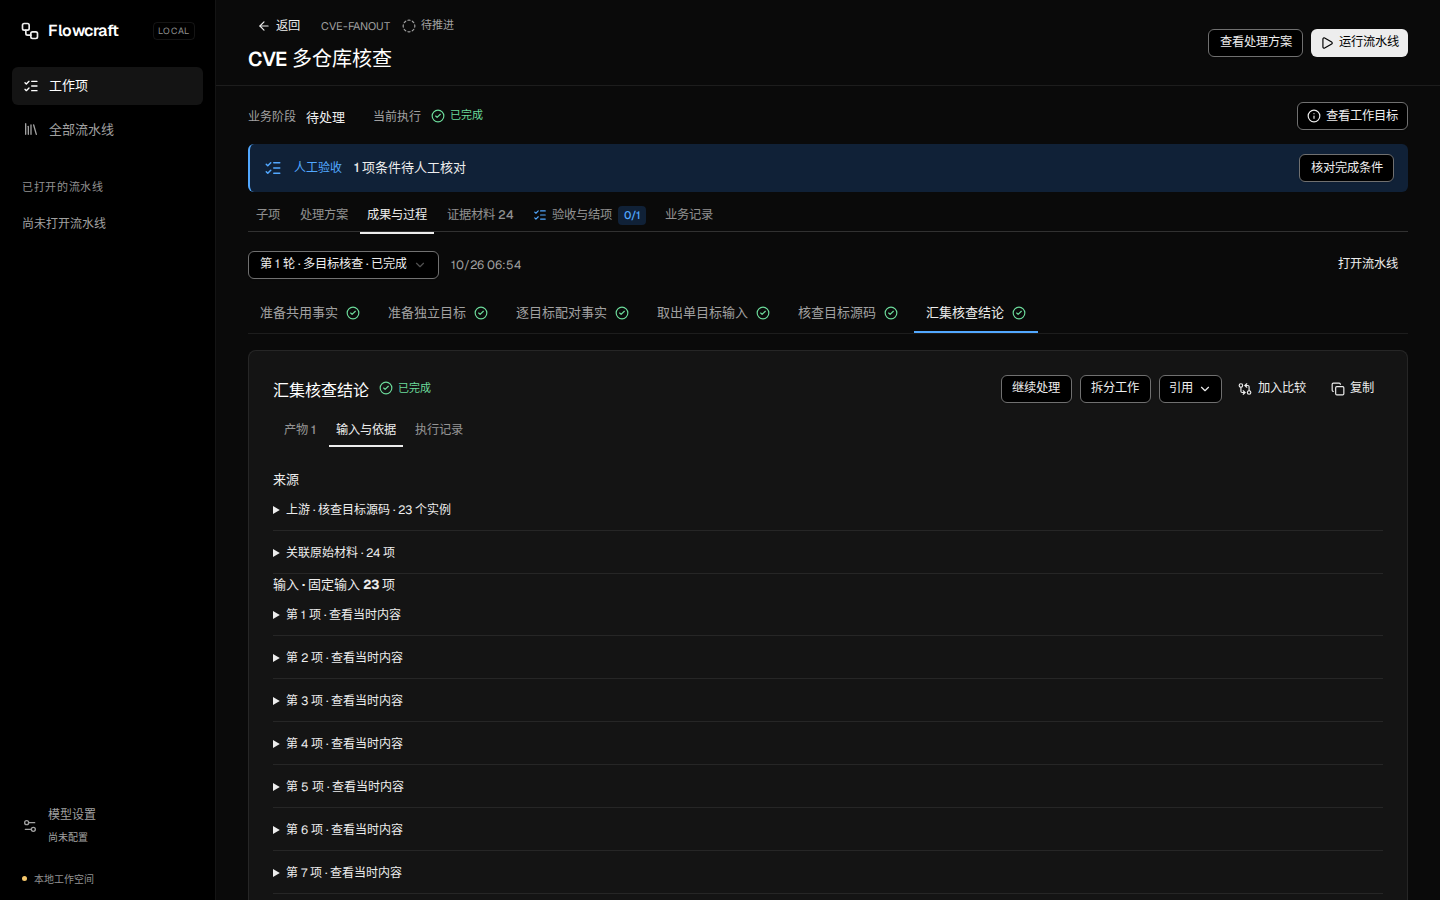 Flowcraft LOCAL
工作项
全部流水线
已打开的流水线
尚未打开流水线
模型设置
尚未配置
本地工作空间
返回 CVE-FANOUT 待推进
CVE 多仓库核查
查看处理方案 运行流水线
业务阶段 待处理 当前执行 已完成
查看工作目标
人工验收 1 项条件待人工核对
核对完成条件
子项 处理方案 成果与过程 证据材料 24 验收与结项 0/1 业务记录
第 1 轮 · 多目标核查 · 已完成 10/26 06:54
打开流水线
准备共用事实 准备独立目标 逐目标配对事实 取出单目标输入 核查目标源码 汇集核查结论
汇集核查结论 已完成
继续处理 拆分工作 引用 加入比较 复制
产物 1 输入与依据 执行记录
来源
上游 · 核查目标源码 · 23 个实例
关联原始材料 · 24 项
输入 · 固定输入 23 项
第 1 项 · 查看当时内容
第 2 项 · 查看当时内容
第 3 项 · 查看当时内容
第 4 项 · 查看当时内容
第 5 项 · 查看当时内容
第 6 项 · 查看当时内容
第 7 项 · 查看当时内容